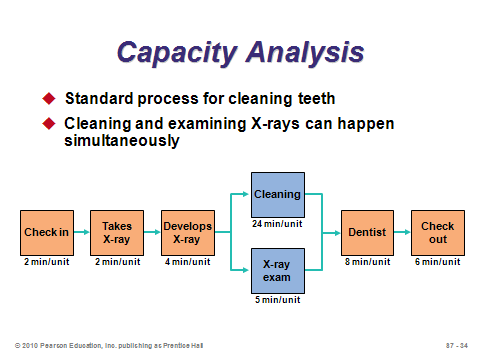 Capacity Analysis
Standard process for cleaning teeth
Cleaning and examining X-rays can happen
simultaneously
Cleaning
24 min/unit
Check in
2 min/unit
Takes
X-ray
2 min/unit
Develops
X-ray
4 min/unit
X-ray
exam
5 min/unit
Dentist
8 min/unit
Check
out
6 min/unit
© 2010 Pearson Education, Inc. publishing as Prentice Hall
S7 - 34